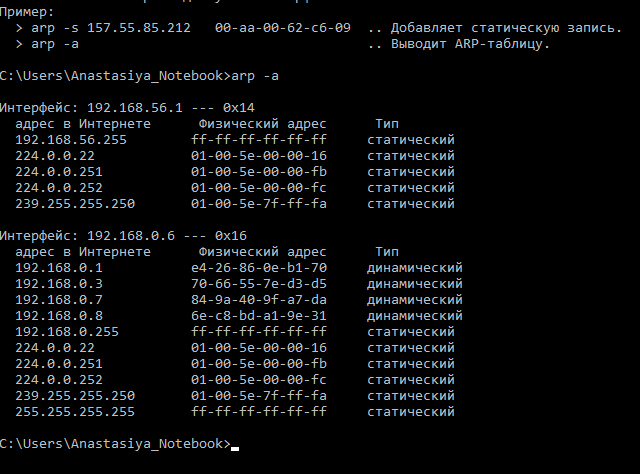 Пример:
> arp -s 157.55.85.212 00-aa-00-62-c6-09 .. Добавляет статическую запись.
> arp -a .. Выводит ARP-таблицу.
C:\Users\Anastasiya_Notebook>arp -a
Интерфейс: 192.168.56.1 --- 0x14
адрес в Интернете Физический адрес Тип
192.168.56.255 ff-ff-ff-ff-ff-ff статический
224.0.0.22 01-00-5e-00-00-16 статический
224.0.0.251 01-00-5e-00-00-fb статический
224.0.0.252 01-00-5e-00-00-fc статический
239.255.255.250 01-00-5e-7f-ff-fa статический
Интерфейс: 192.168.0.6 --- 0x16
адрес в Интернете Физический адрес Тип
192.168.0.1 e4-26-86-0e-b1-70 динамический
192.168.0.3 70-66-55-7e-d3-d5 динамический
192.168.0.7 84-9a-40-9f-a7-da динамический
192.168.0.8 6e-c8-bd-a1-9e-31 динамический
192.168.0.255 ff-ff-ff-ff-ff-ff статический
224.0.0.22 01-00-5e-00-00-16 статический
224.0.0.251 01-00-5e-00-00-fb статический
224.0.0.252 01-00-5e-00-00-fc статический
239.255.255.250 01-00-5e-7f-ff-fa статический
255.255.255.255 ff-ff-ff-ff-ff-ff статический
C:\Users\Anastasiya_Notebook>